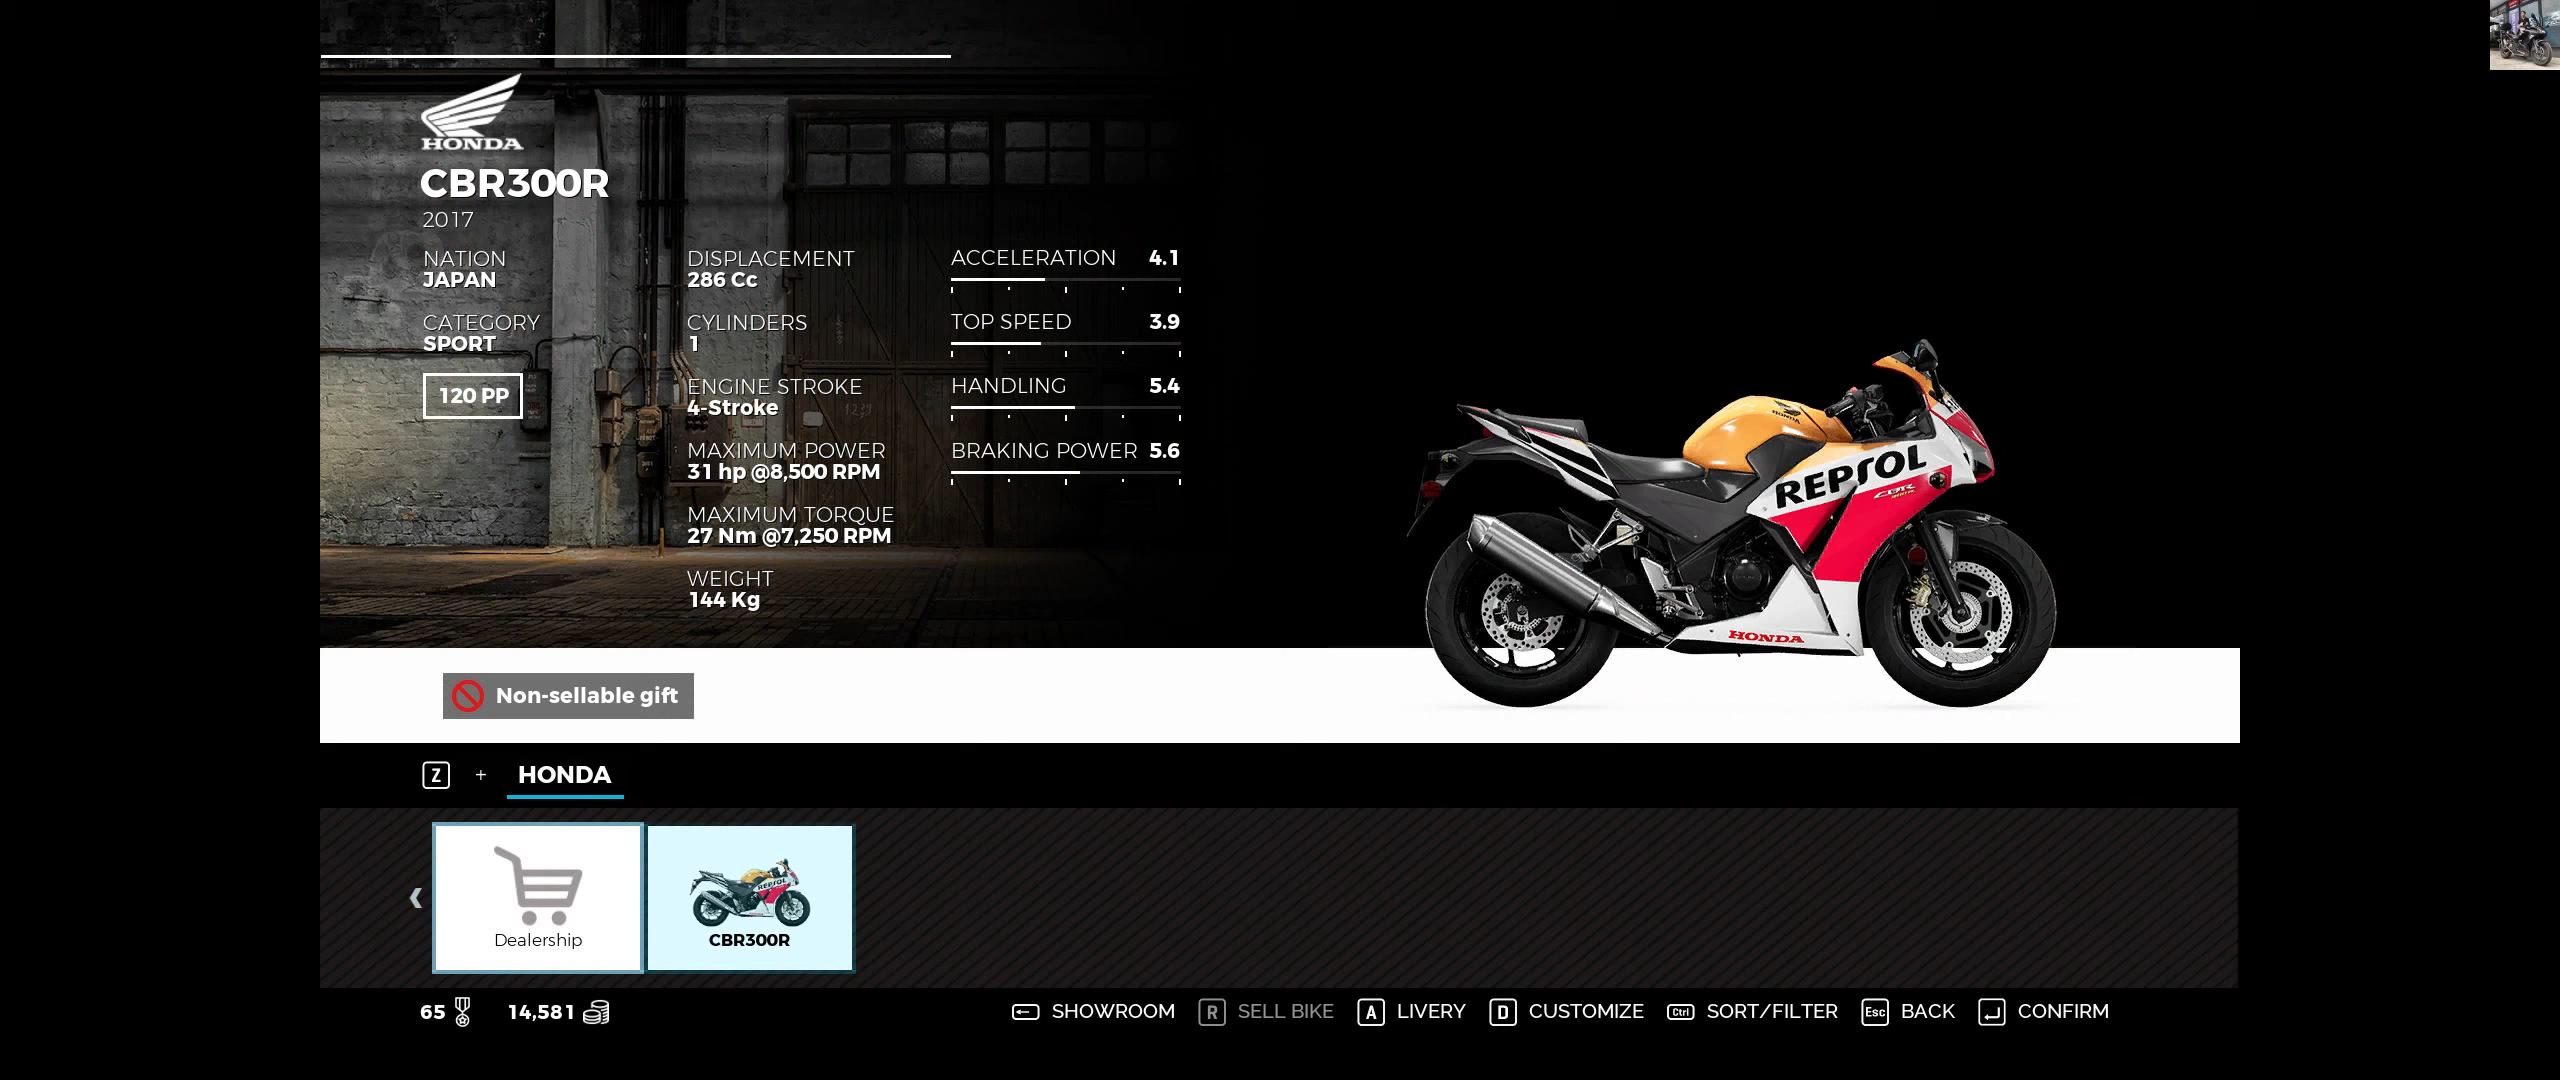 HONDA
CBR300R
2017
NATION
JAPAN
CATEGORY
SPORT
120 PP
DISPLACEMENT
286 Cc
CYLINDERS
1
ENGINE STROKE
4-Stroke
MAXIMUM POWER
31 hp @8,500 RPM
MAXIMUM TORQUE
27 Nm @7,250 RPM
WEIGHT
144 Kg
ACCELERATION 4.1
TOP SPEED 3.9
HANDLING 5.4
BRAKING POWER 5.6
HONDA
REPSOL
CBR
HONDA
Non-sellable gift
Z + HONDA
Dealership
REPSOL
CBR300R
65 14,581
SHOWROOM R SELL BIKE A LIVERY D CUSTOMIZE Ctrl SORT/FILTER Esc BACK CONFIRM